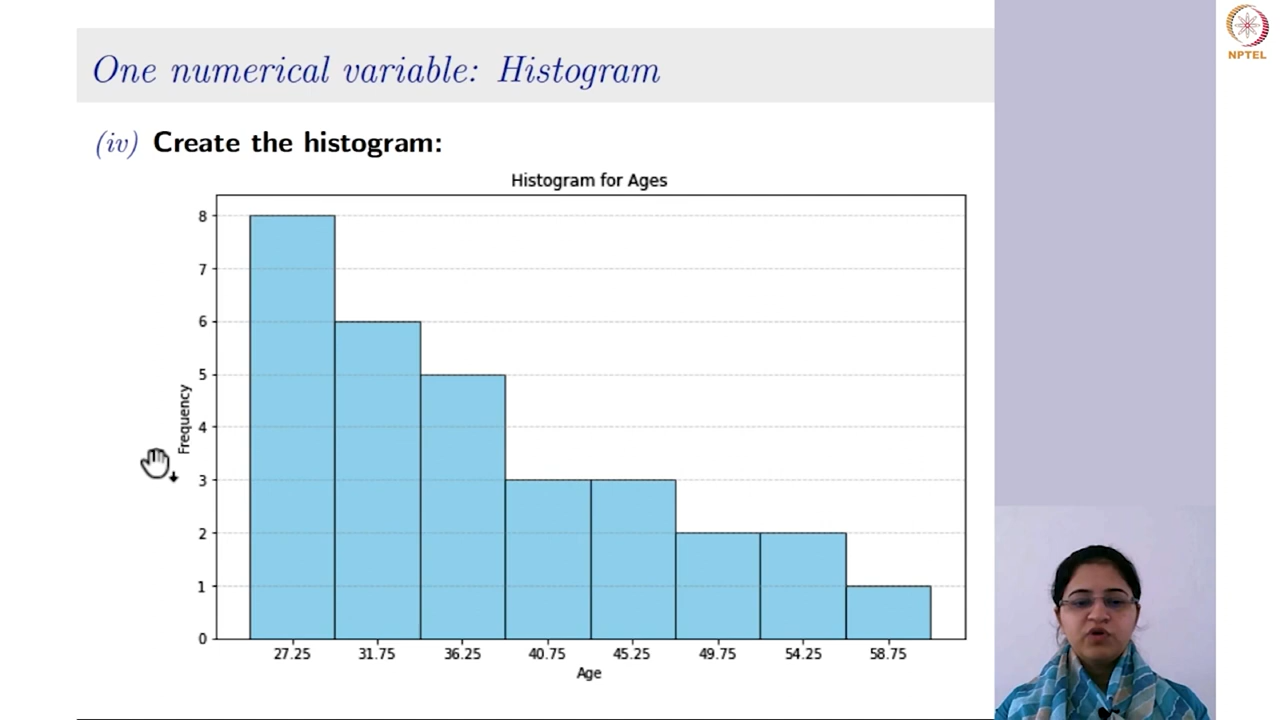 One numerical variable: Histogram
NPTEL
(iv) Create the histogram:
Histogram for Ages
8
7
6
5
4
3
2
1
0
Frequency
27.25 31.75 36.25 40.75 45.25 49.75 54.25 58.75
Age